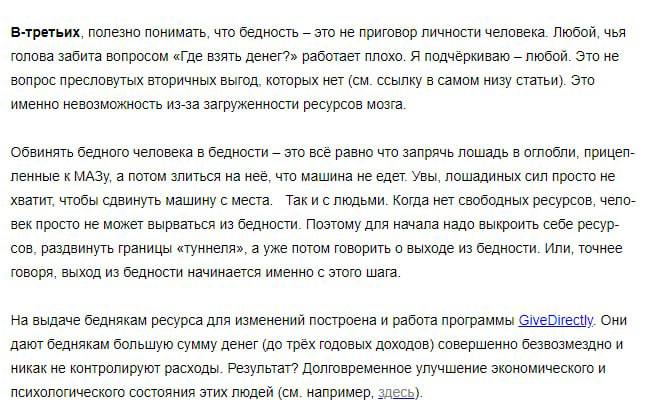 В-третьих, полезно понимать, что бедность – это не приговор личности человека. Любой, чья
голова забита вопросом «Где взять денег?» работает плохо. Я подчёркиваю – любой. Это не
вопрос пресловутых вторичных выгод, которых нет (см. ссылку в самом низу статьи). Это
именно невозможность из-за загруженности ресурсов мозга.
Обвинять бедного человека в бедности – это всё равно что запрячь лошадь в оглобли, прицеп-
ленные к МАЗу, а потом злиться на неё, что машина не едет. Увы, лошадиных сил просто не
хватит, чтобы сдвинуть машину с места. Так и с людьми. Когда нет свободных ресурсов, чело-
век просто не может вырваться из бедности. Поэтому для начала надо выкроить себе ресур-
сов, раздвинуть границы «туннеля», а уже потом говорить о выходе из бедности. Или, точнее
говоря, выход из бедности начинается именно с этого шага.
На выдаче беднякам ресурса для изменений построена и работа программы GiveDirectly. Они
дают беднякам большую сумму денег (до трёх годовых доходов) совершенно безвозмездно и
никак не контролируют расходы. Результат? Долговременное улучшение экономического и
психологического состояния этих людей (см. например, здесь).